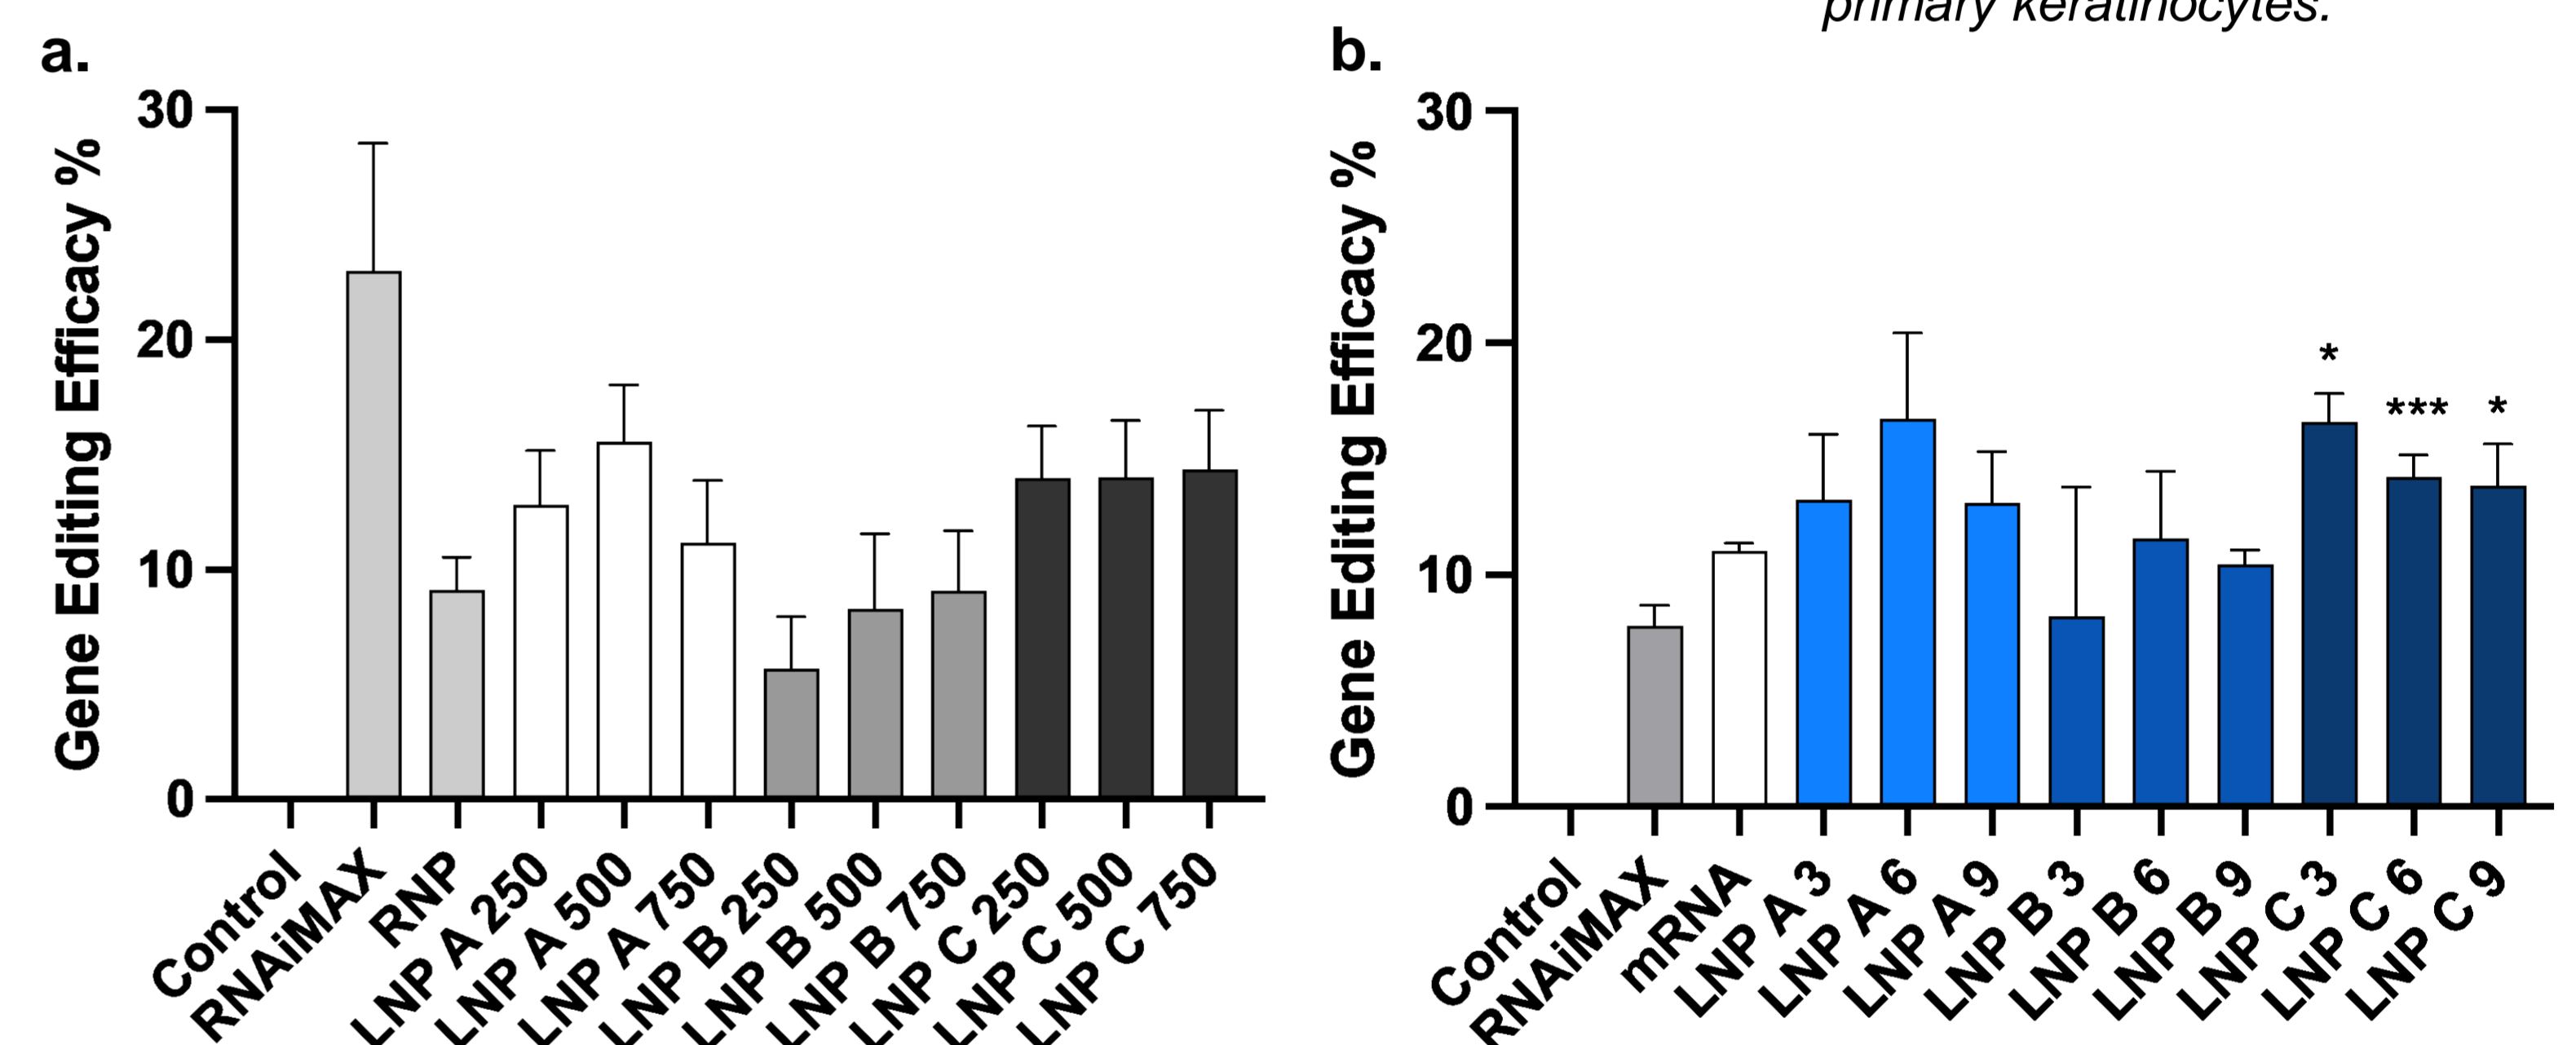 primary keratinocytes.
a.
Gene Editing Efficacy %
30
20
10
0
Control
RNAiMAX
RNP
LNP A 250
LNP A 500
LNP A 750
LNP B 250
LNP B 500
LNP B 750
LNP C 250
LNP C 500
LNP C 750
b.
Gene Editing Efficacy %
30
20
10
0
*
***
*
Control
RNAiMAX
mRNA
LNP A 3
LNP A 6
LNP A 9
LNP B 3
LNP B 6
LNP B 9
LNP C 3
LNP C 6
LNP C 9